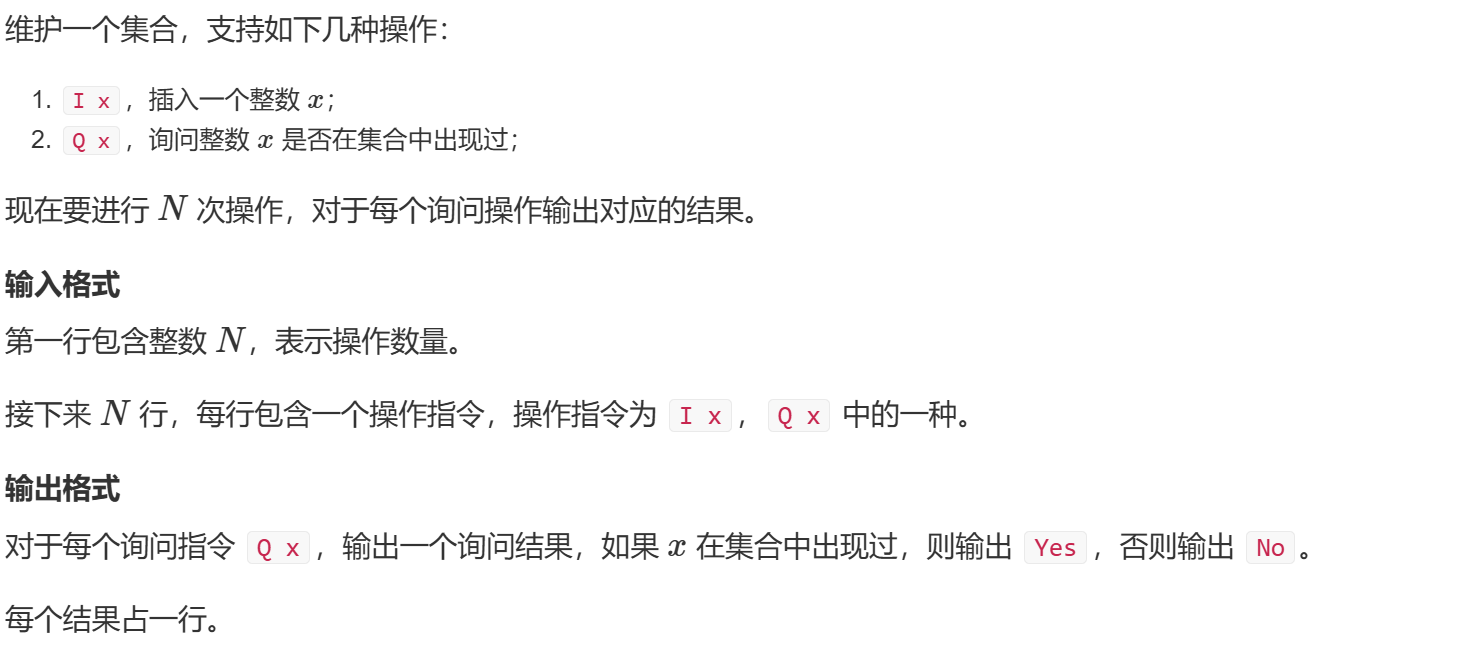 维护一个集合，支持如下几种操作：
1. I x，插入一个整数 x；
2. Q x，询问整数 x 是否在集合中出现过；
现在要进行 N 次操作，对于每个询问操作输出对应的结果。
输入格式
第一行包含整数 N，表示操作数量。
接下来 N 行，每行包含一个操作指令，操作指令为 I x，Q x 中的一种。
输出格式
对于每个询问指令 Q x，输出一个询问结果，如果 x 在集合中出现过，则输出 Yes，否则输出 No。
每个结果占一行。